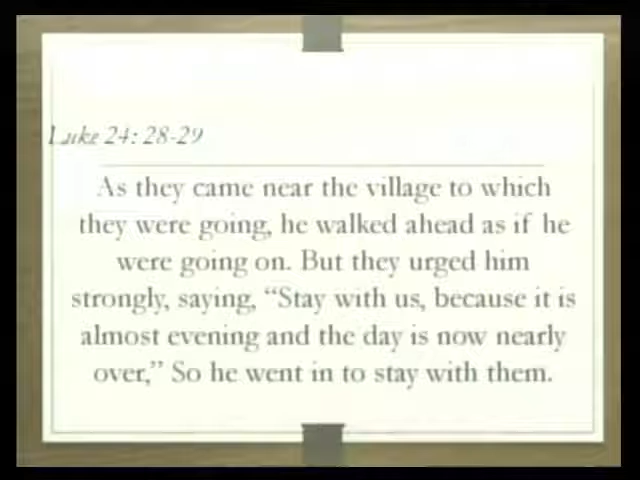 Luke 24: 28-29
As they came near the village to which
they were going, he walked ahead as if he
were going on. But they urged him
strongly, saying, “Stay with us, because it is
almost evening and the day is now nearly
over,” So he went in to stay with them.